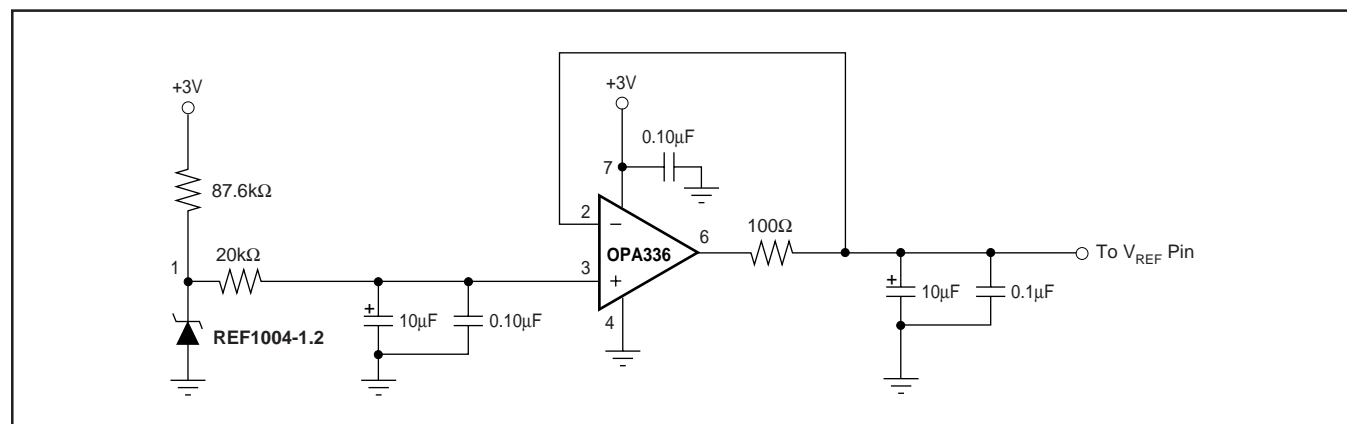 +3V
87.6kΩ
1
20kΩ
REF1004-1.2
+
10µF
0.10µF
+3V
7
0.10µF
2
−
OPA336
3
+
4
6
100Ω
+
10µF
0.1µF
To VREF Pin